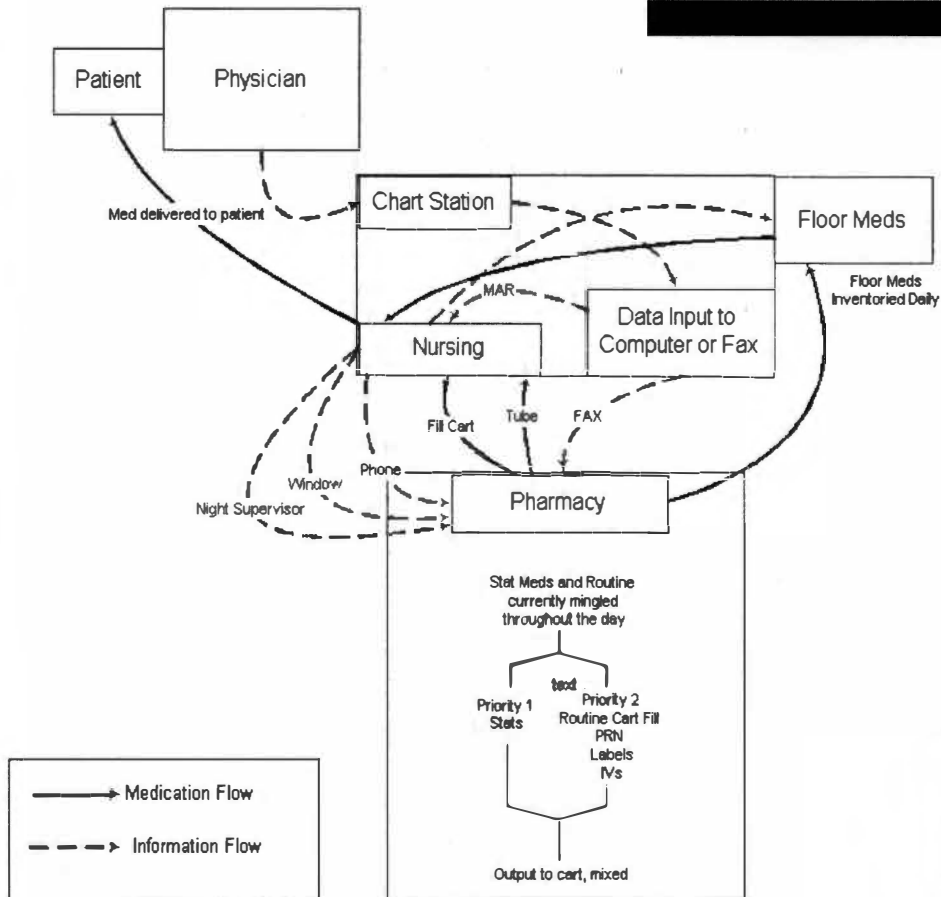 Patient
Physician
Med delivered to patient
Chart Station
Floor Meds
Floor Meds
Inventoried Daily
MAR
Data Input to
Computer or Fax
Nursing
Fill Cart
Tube
FAX
Phone
Window
Night Supervisor
Pharmacy
Stat Meds and Routine
currently mingled
throughout the day
text
Priority 1
Stats
Priority 2
Routine Cart Fill
PRN
Labels
IVs
Output to cart, mixed
Medication Flow
Information Flow